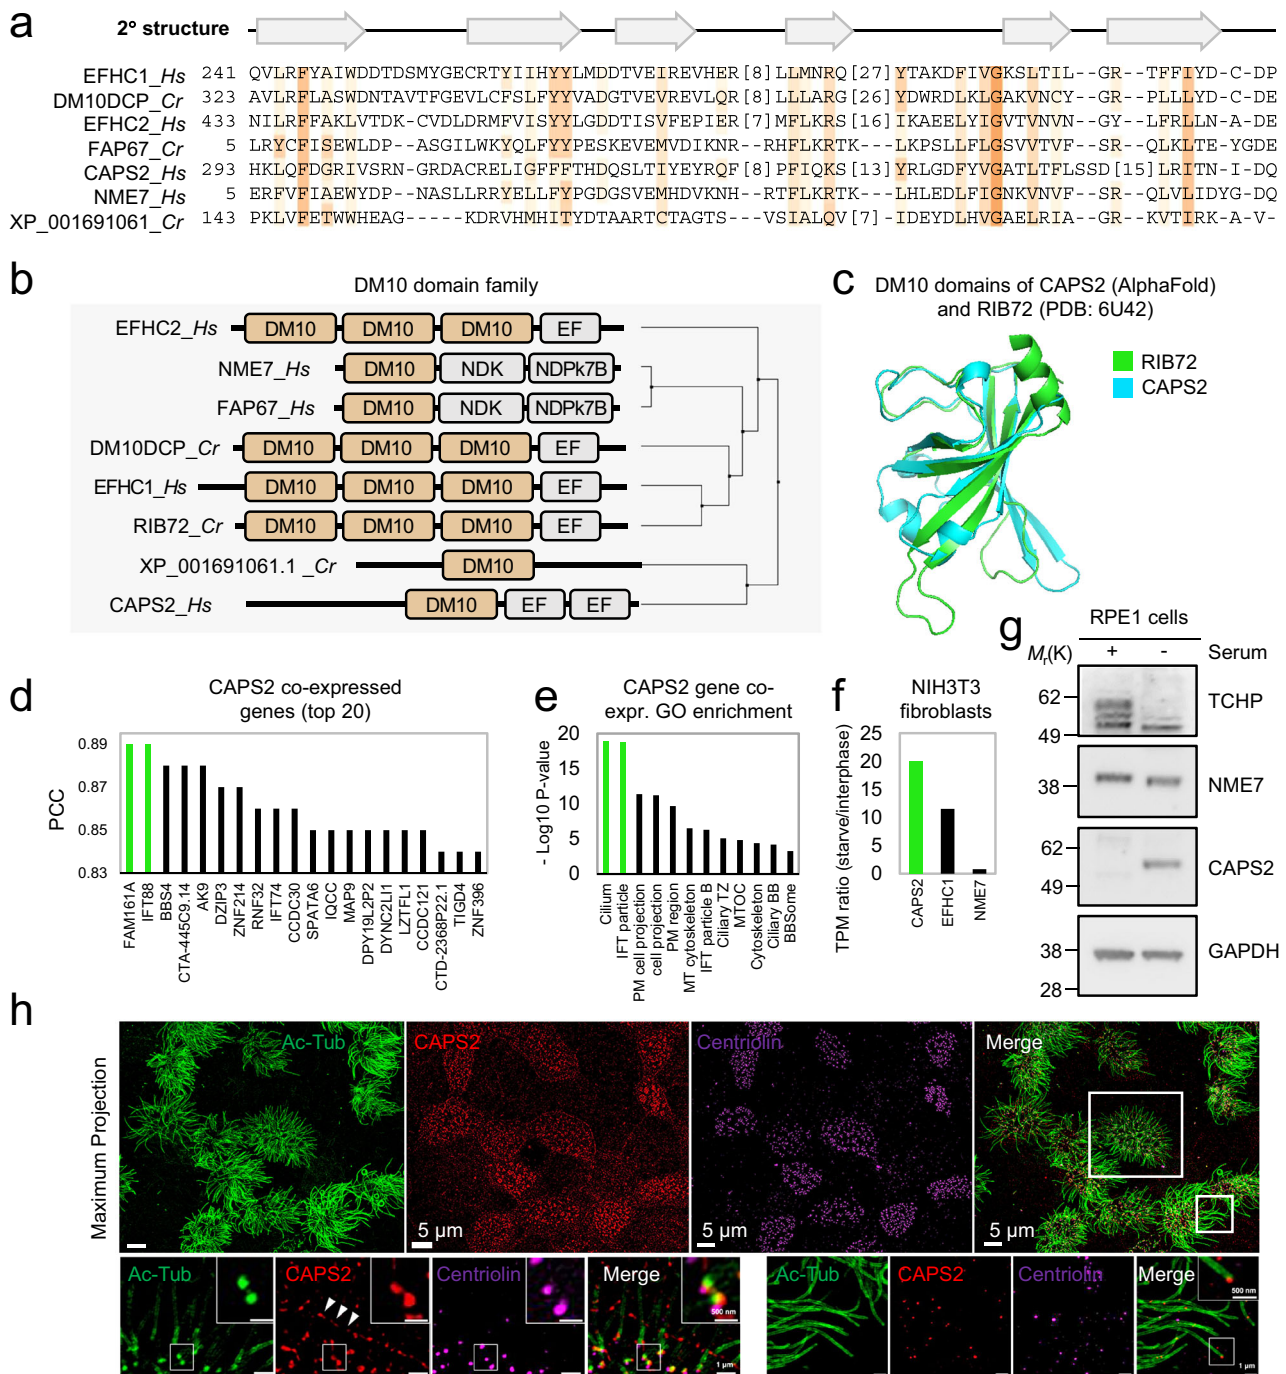 a
2° structure
EFHC1_Hs 241 QVLRFYAIWDDTDSMYGECRTYIIHYYLMDDTVEIREVHER[8]LLMNRQ[27]YTAKDFIVGKSLTIL--GR--TFFIYD-C-DP
DM10DCP_Cr 323 AVLRFLASWDNTAVTFGEVLCFSLFYYVADGTVEVREVLQR[8]LLLARG[26]YDWRDLKLGAKVNCY--GR--PLLLYD-C-DE
EFHC2_Hs 433 NILRFFAKLVTDK-CVDLDRMFVISYYLGDDTISVFEPIER[7]MFLKRS[16]IKAEELYIGVTVNVN--GY--LFRLLN-A-DE
FAP67_Cr 5 LRYCFISEWLDP-ASGILWKYQLFYYPESKEVEMVDIKNR--RHFLKRTK---LKPSLLFLGSVVTVF--SR--QLKLTE-YGDE
CAPS2_Hs 293 HKLQFDGRIVSRN-GRDACRELIGFFFTHDQSLTIYEYRQF[8]PFIQKS[13]YRLGDFYVGATLTFLSSD[15]LRITN-I-DQ
NME7_Hs 5 ERFVFIAEWYDP-NASLLRRYELLFYPGDGSVEMHDVKNH--RTFLKRTK---LHLEDLFIGNKVNVF--SR--QLVLIDYG-DQ
XP_001691061_Cr 143 PKLVFETWWHEAG-----KDRVHMHITYDTAARTCTAGTS---VSIALRQV[7]-IDEYDLHVGAELRIA--GR--KVTIRK-A-V-
b
DM10 domain family
EFHC2_Hs DM10 DM10 DM10 EF
NME7_Hs DM10 NDK NDPk7B
FAP67_Hs DM10 NDK NDPk7B
DM10DCP_Cr DM10 DM10 DM10 EF
EFHC1_Hs DM10 DM10 DM10 EF
RIB72_Cr DM10 DM10 DM10 EF
XP_001691061.1 _Cr DM10
CAPS2_Hs DM10 EF EF
c
DM10 domains of CAPS2 (AlphaFold)
and RIB72 (PDB: 6U42)
RIB72
CAPS2
d
CAPS2 co-expressed
genes (top 20)
PCC
0.89
0.87
0.85
0.83
FAM161A
IFT88
BBS4
CTA-445C9.14
AK9
DZIP3
ZNF214
RNF32
IFT74
CCDC30
SPATA6
IQCC
MAP9
DPY19L2P2
DYNC2LI1
LZTFL1
CCDC121
CTD-2368P22.1
TIGD4
ZNF396
e
CAPS2 gene co-
expr. GO enrichment
- Log10 P-value
20
15
10
5
0
Cilium
IFT particle
PM cell projection
cell projection
PM region
MT cytoskeleton
IFT particle B
Ciliary TZ
MTOC
Cytoskeleton
Ciliary BB
BBSome
f
NIH3T3
fibroblasts
TPM ratio (starve/interphase)
25
20
15
10
5
0
CAPS2
EFHC1
NME7
g
RPE1 cells
Mr(K) + - Serum
62
49
TCHP
38
NME7
62
49
CAPS2
38
28
GAPDH
h
Maximum Projection
Ac-Tub
CAPS2
5 µm
Centriolin
5 µm
Merge
Ac-Tub
CAPS2
Centriolin
Merge
500 nm
1 µm
Ac-Tub
CAPS2
Centriolin
Merge
500 nm
1 µm